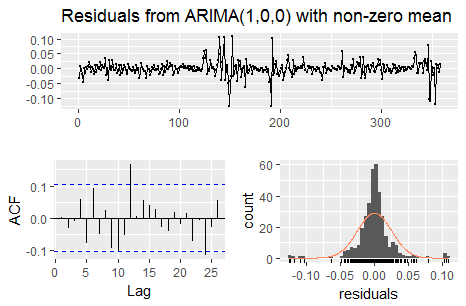 Residuals from ARIMA(1,0,0) with non-zero mean
0.10
0.05
0.00
-0.05
-0.10
0 100 200 300
ACF
0.1
0.0
-0.1
0 5 10 15 20 25
Lag
count
60
40
20
0
-0.10 -0.05 0.00 0.05 0.10
residuals